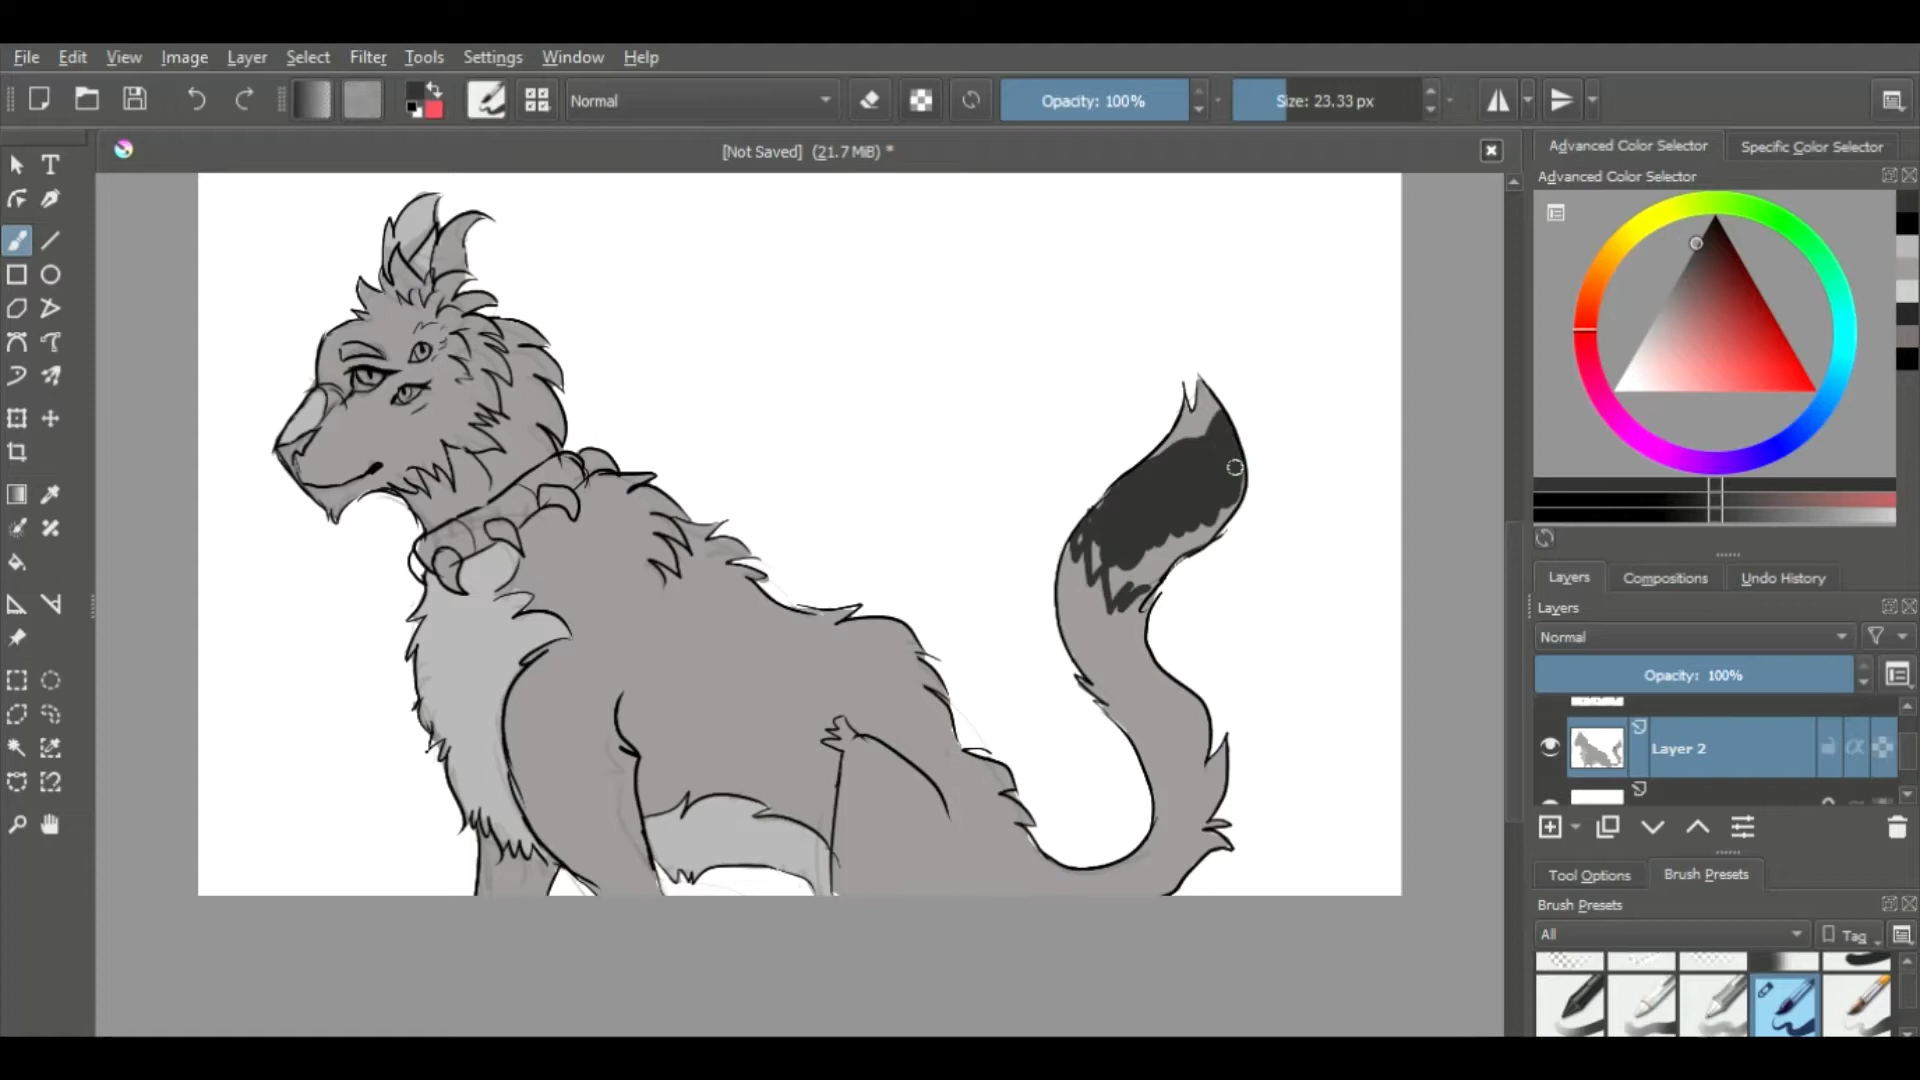 File Edit View Image Layer Select Filter Tools Settings Window Help
Normal Opacity: 100% Size: 23.33 px
[Not Saved] (21.7 MiB) *
Advanced Color Selector Specific Color Selector
Advanced Color Selector
Layers Compositions Undo History
Layers
Normal
Opacity: 100%
Layer 2
Tool Options Brush Presets
Brush Presets
All Tag